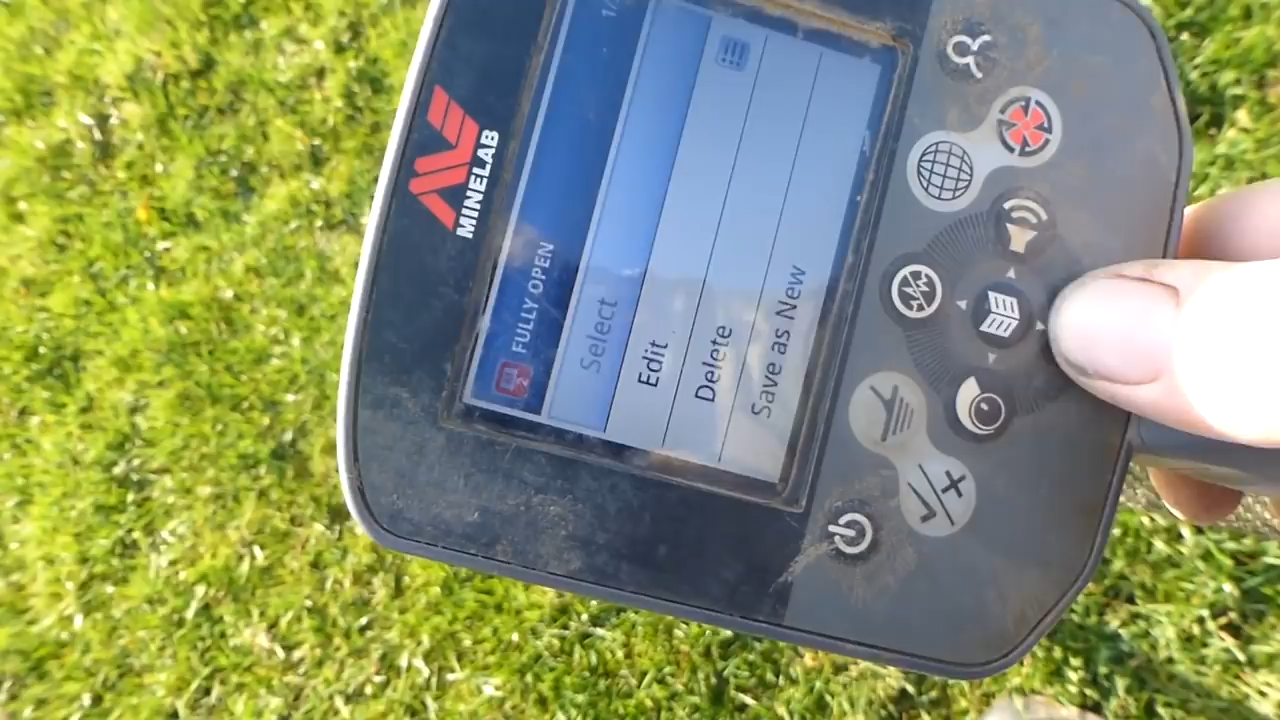 MINELAB
FULLY OPEN
Select
Edit
Delete
Save as New